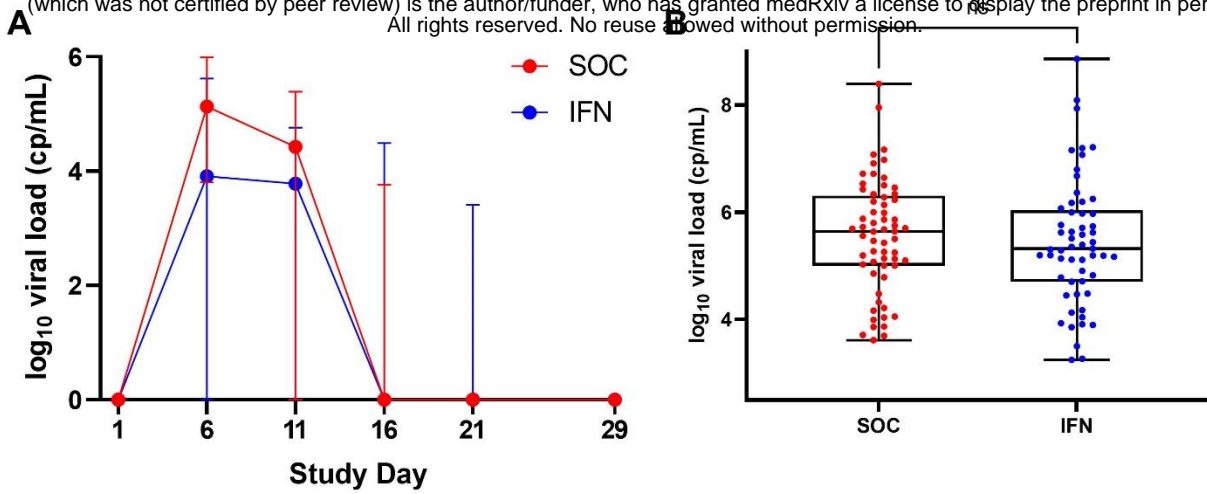 (which was not certified by peer review) is the author/funder, who has granted medRxiv a license to display the preprint in per
All rights reserved. No reuse allowed without permission.
A
B
ns
6
4
2
0
log10 viral load (cp/mL)
SOC
IFN
1 6 11 16 21 29
Study Day
8
6
4
log10 viral load (cp/mL)
SOC IFN